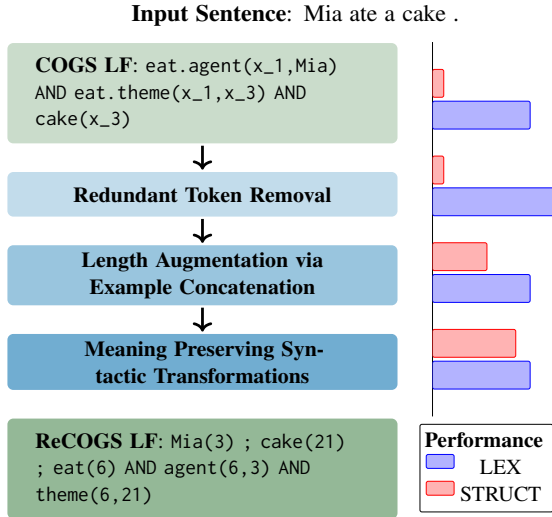 Input Sentence: Mia ate a cake .
COGS LF: eat.agent(x_1,Mia)
AND eat.theme(x_1,x_3) AND
cake(x_3)
Redundant Token Removal
Length Augmentation via
Example Concatenation
Meaning Preserving Syn-
tactic Transformations
ReCOGS LF: Mia(3) ; cake(21)
; eat(6) AND agent(6,3) AND
theme(6,21)
Performance
LEX
STRUCT